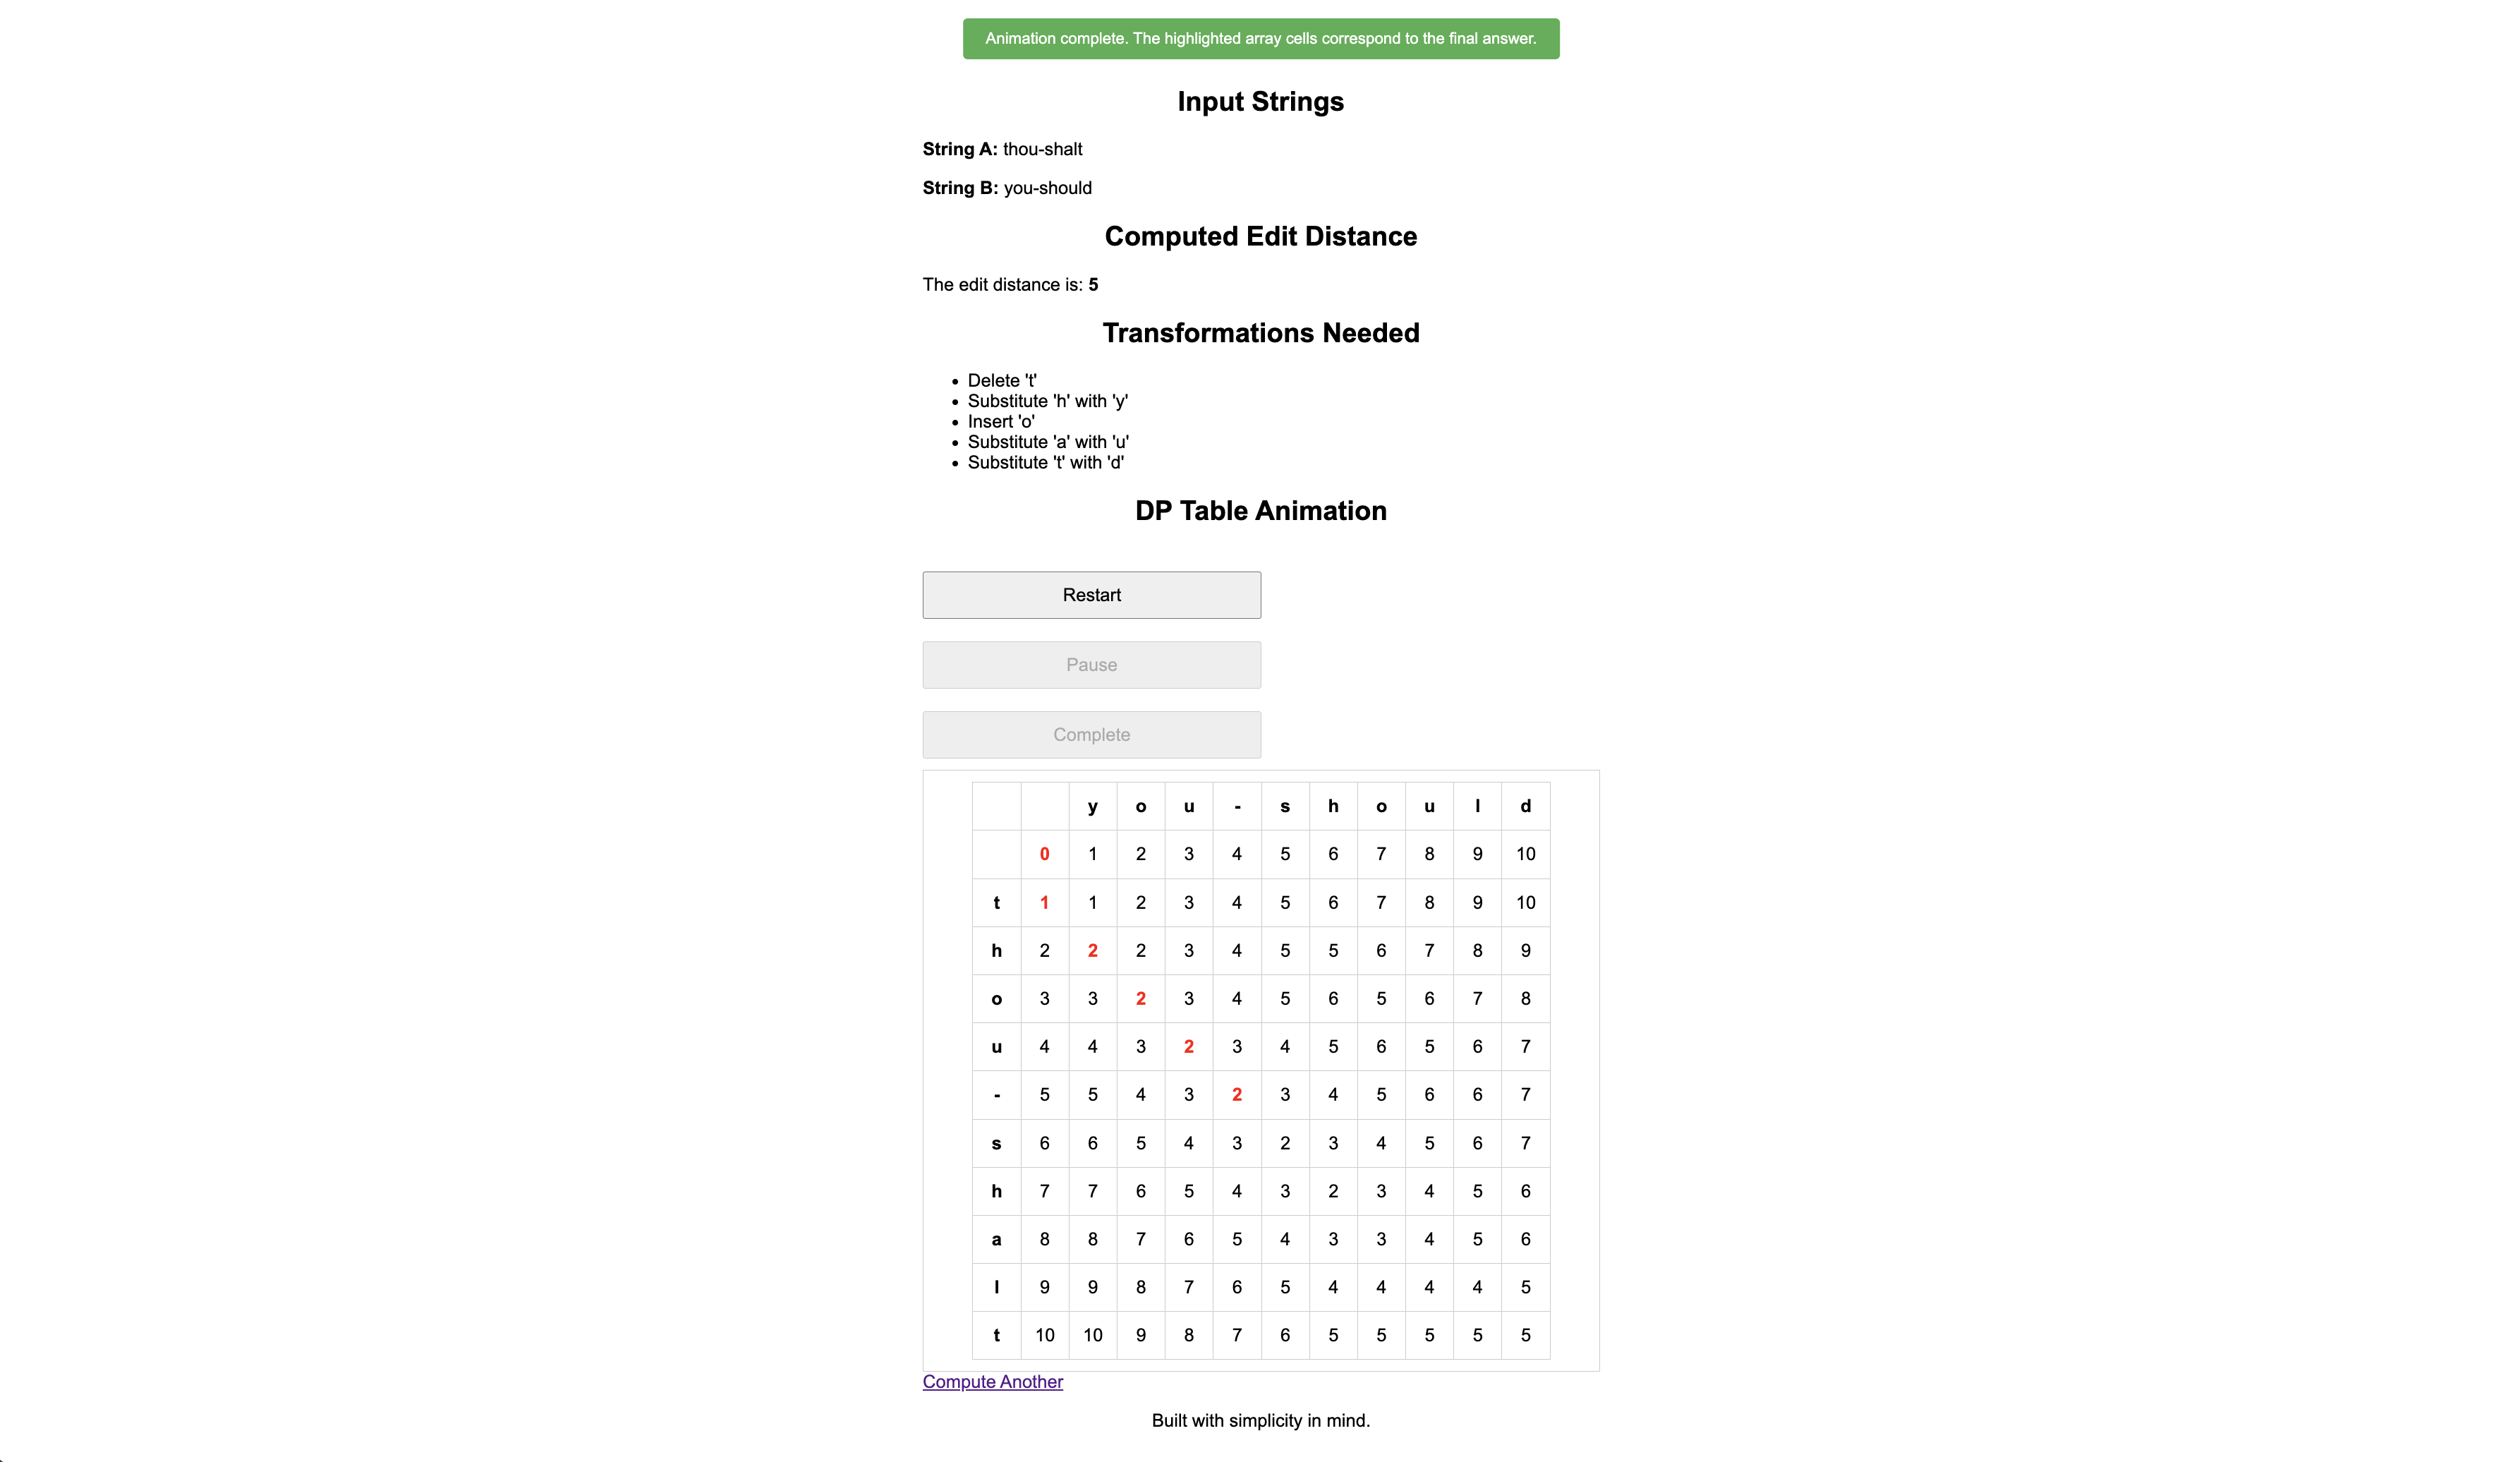 Animation complete. The highlighted array cells correspond to the final answer.
Input Strings
String A: thou-shalt
String B: you-should
Computed Edit Distance
The edit distance is: 5
Transformations Needed
Delete 't'
Substitute 'h' with 'y'
Insert 'o'
Substitute 'a' with 'u'
Substitute 't' with 'd'
DP Table Animation
Restart
Pause
Complete
y o u - s h o u l d
0 1 2 3 4 5 6 7 8 9 10
t 1 1 2 3 4 5 6 7 8 9 10
h 2 2 2 3 4 5 5 6 7 8 9
o 3 3 2 3 4 5 6 5 6 7 8
u 4 4 3 2 3 4 5 6 5 6 7
- 5 5 4 3 2 3 4 5 6 6 7
s 6 6 5 4 3 2 3 4 5 6 7
h 7 7 6 5 4 3 2 3 4 5 6
a 8 8 7 6 5 4 3 3 4 5 6
l 9 9 8 7 6 5 4 4 4 4 5
t 10 10 9 8 7 6 5 5 5 5 5
Compute Another
Built with simplicity in mind.